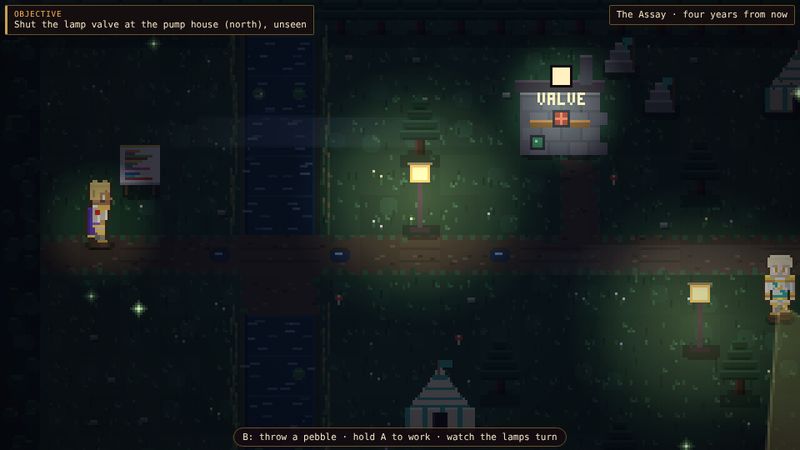 OBJECTIVE
Shut the lamp valve at the pump house (north), unseen
The Assay · four years from now
VALVE
B: throw a pebble · hold A to work · watch the lamps turn